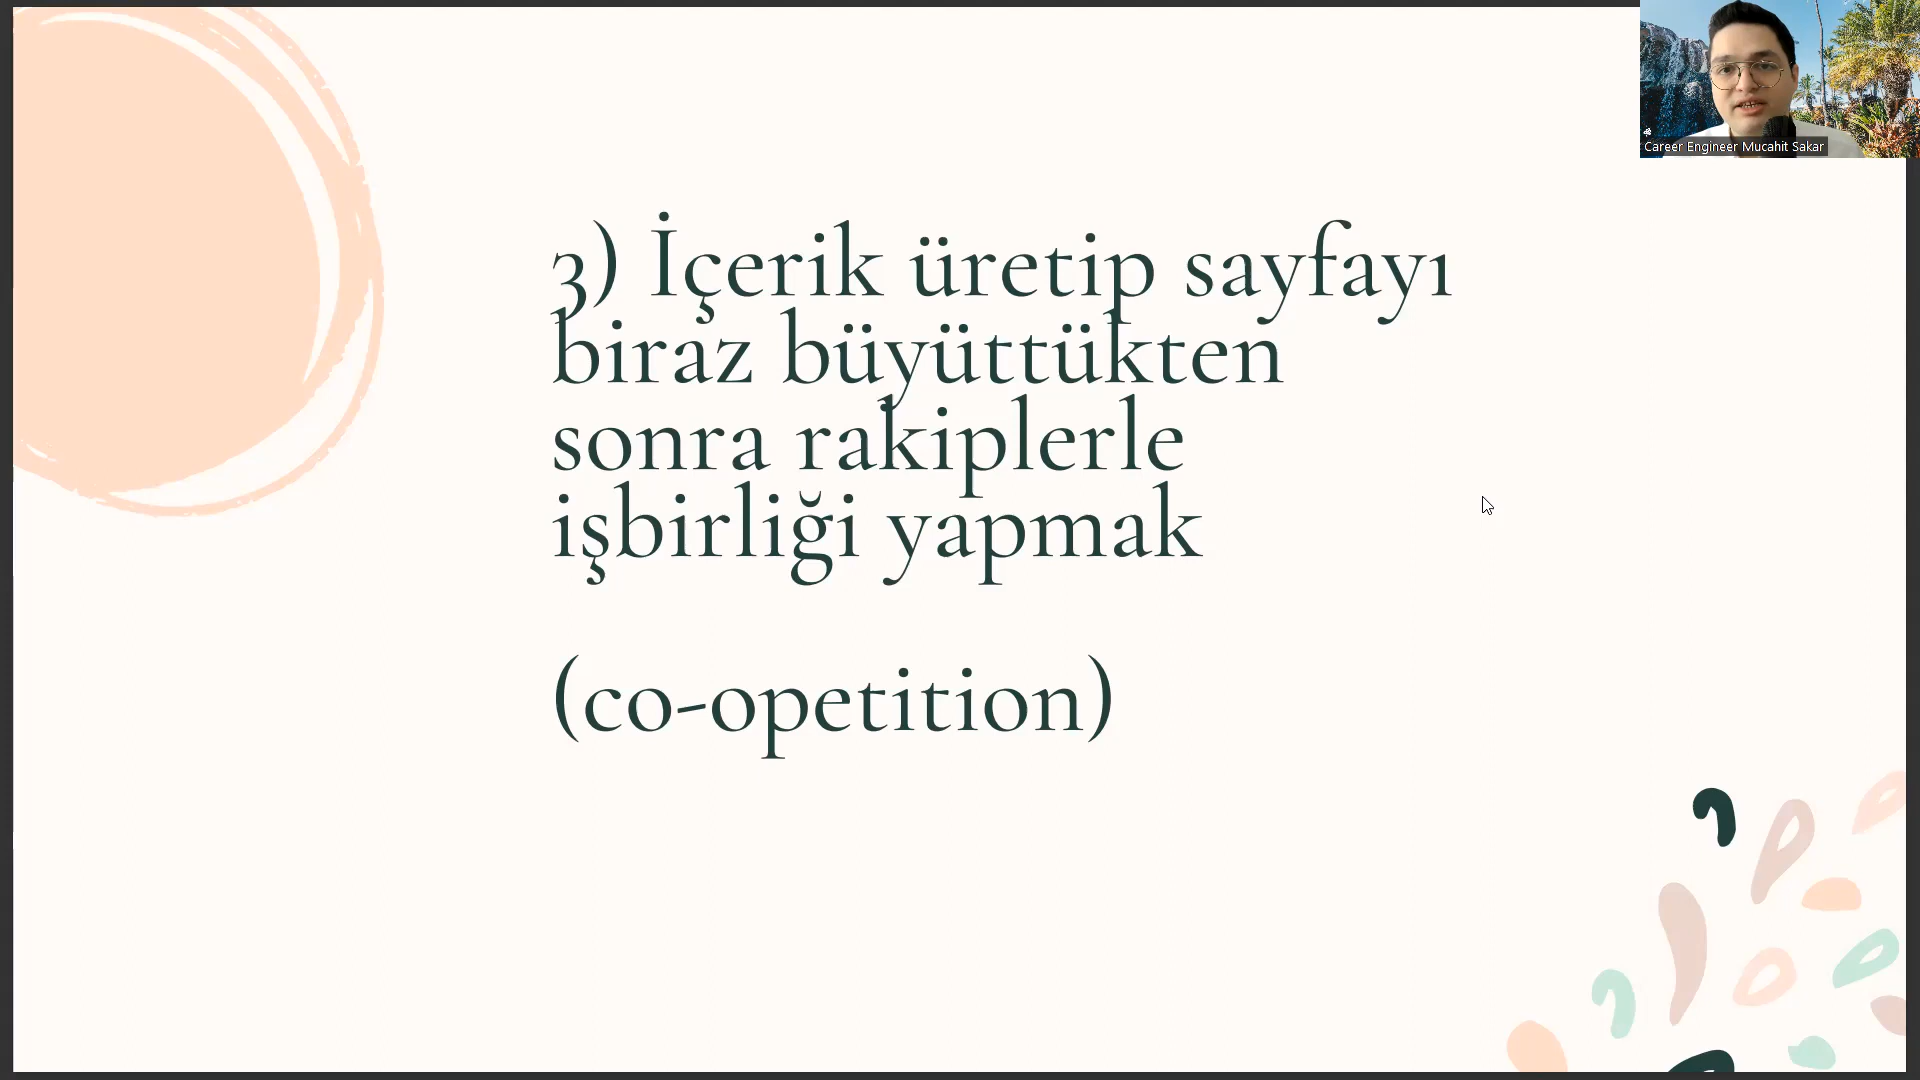 Career Engineer Mucahit Sakar
3) İçerik üretip sayfayı
biraz büyüttükten
sonra rakiplerle
işbirliği yapmak
(co-opetition)